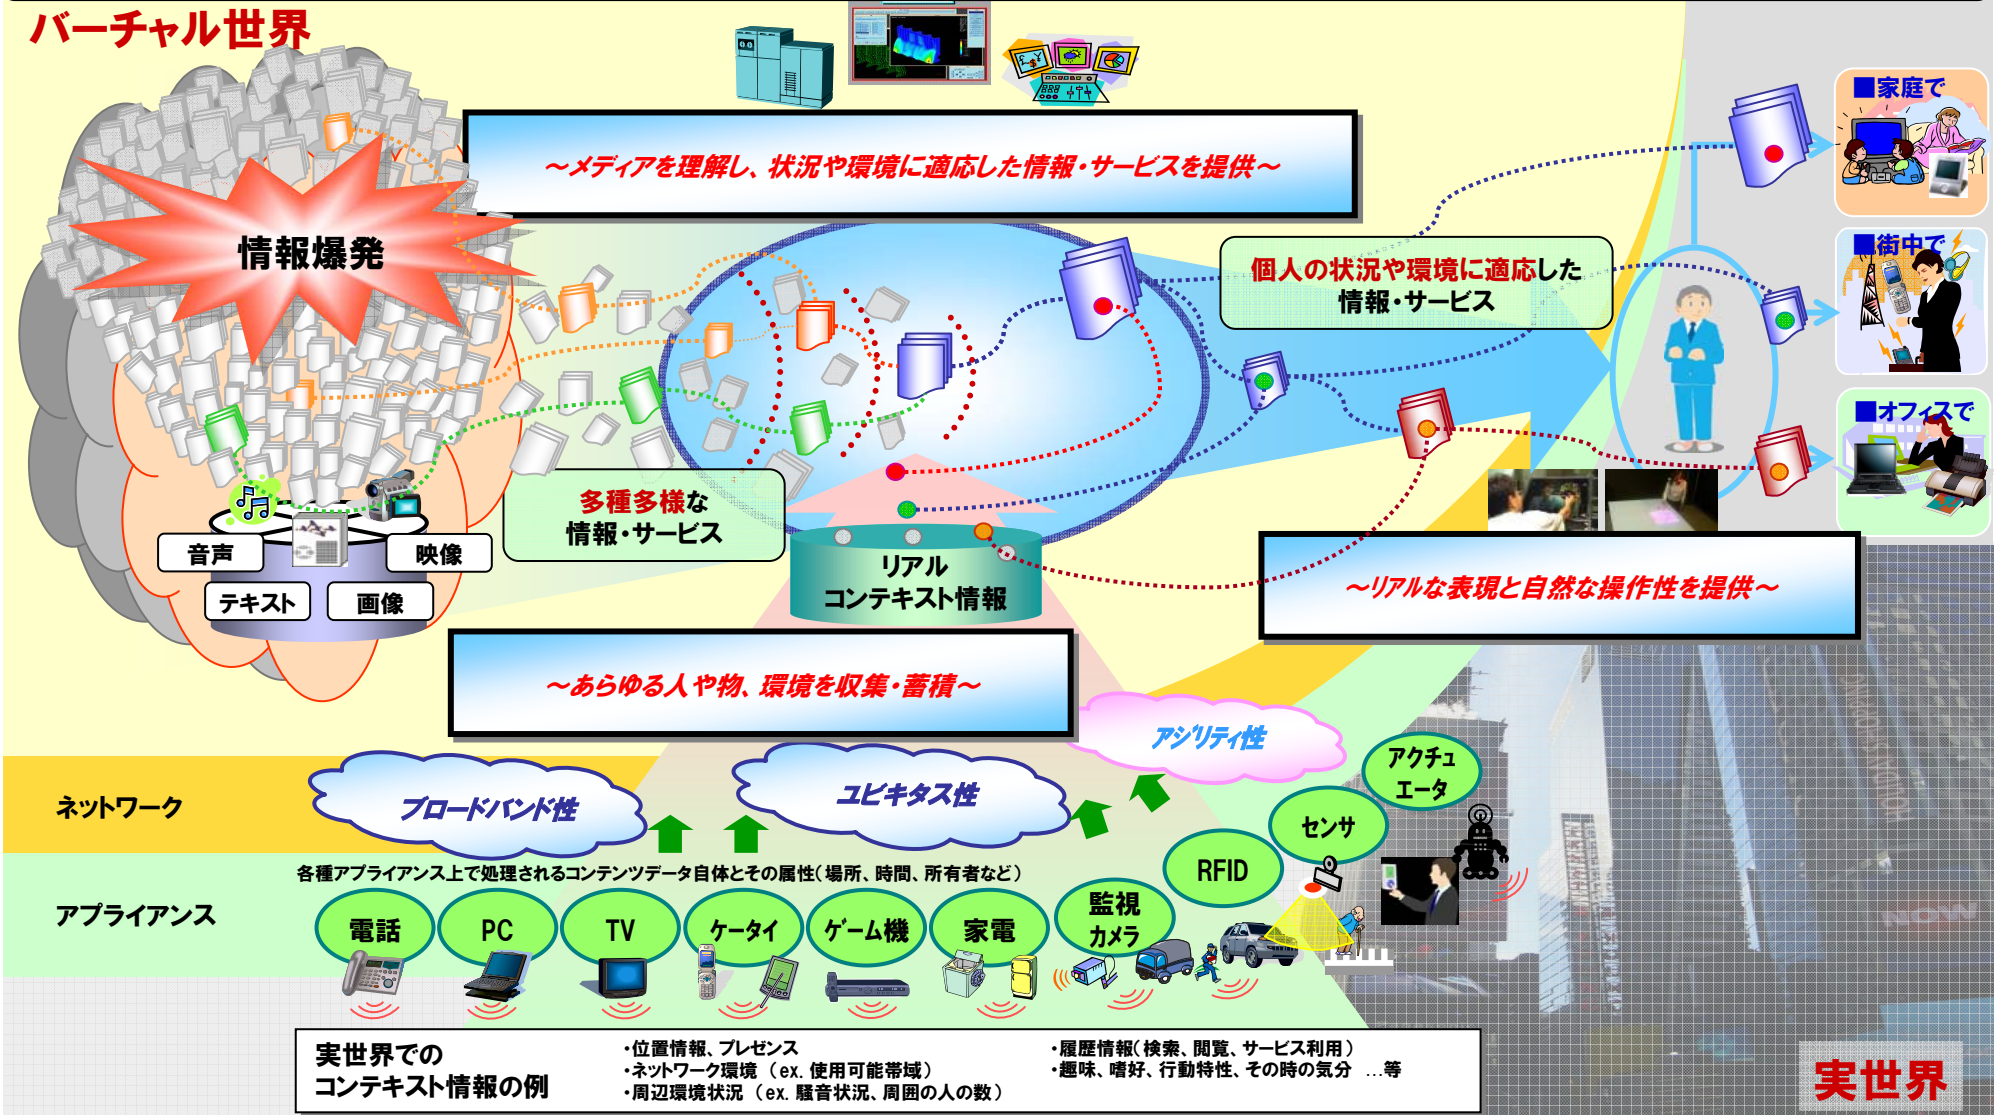 バーチャル世界
～メディアを理解し、状況や環境に適応した情報・サービスを提供～
情報爆発
■家庭で
■街中で
■オフィスで
個人の状況や環境に適応した
情報・サービス
多種多様な
情報・サービス
音声
映像
テキスト
画像
リアル
コンテキスト情報
～リアルな表現と自然な操作性を提供～
～あらゆる人や物、環境を収集・蓄積～
ネットワーク
ブロードバンド性
ユビキタス性
アジリティ性
アクチュ
エータ
センサ
RFID
監視
カメラ
各種アプライアンス上で処理されるコンテンツデータ自体とその属性(場所、時間、所有者など)
アプライアンス
電話
PC
TV
ケータイ
ゲーム機
家電
NOW
実世界での
コンテキスト情報の例
・位置情報、プレゼンス
・ネットワーク環境 (ex. 使用可能帯域)
・周辺環境状況 (ex. 騒音状況、周囲の人の数)
・履歴情報(検索、閲覧、サービス利用)
・趣味、嗜好、行動特性、その時の気分 …等
実世界